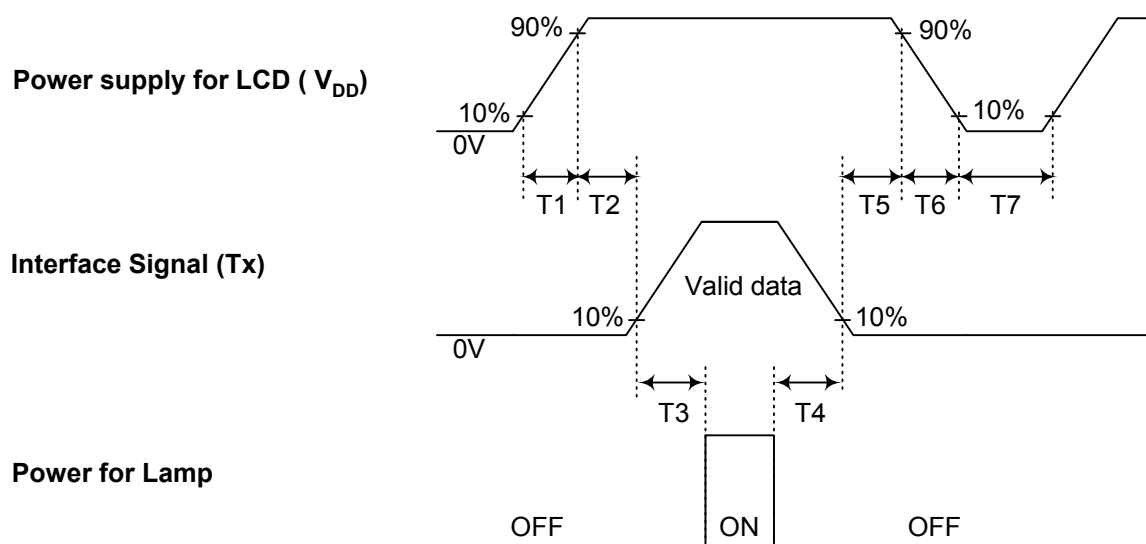 90%
90%
Power supply for LCD ( VDD)
10%
10%
0V
T1
T2
T5
T6
T7
Interface Signal (Tx)
Valid data
10%
10%
0V
T3
T4
Power for Lamp
OFF
ON
OFF